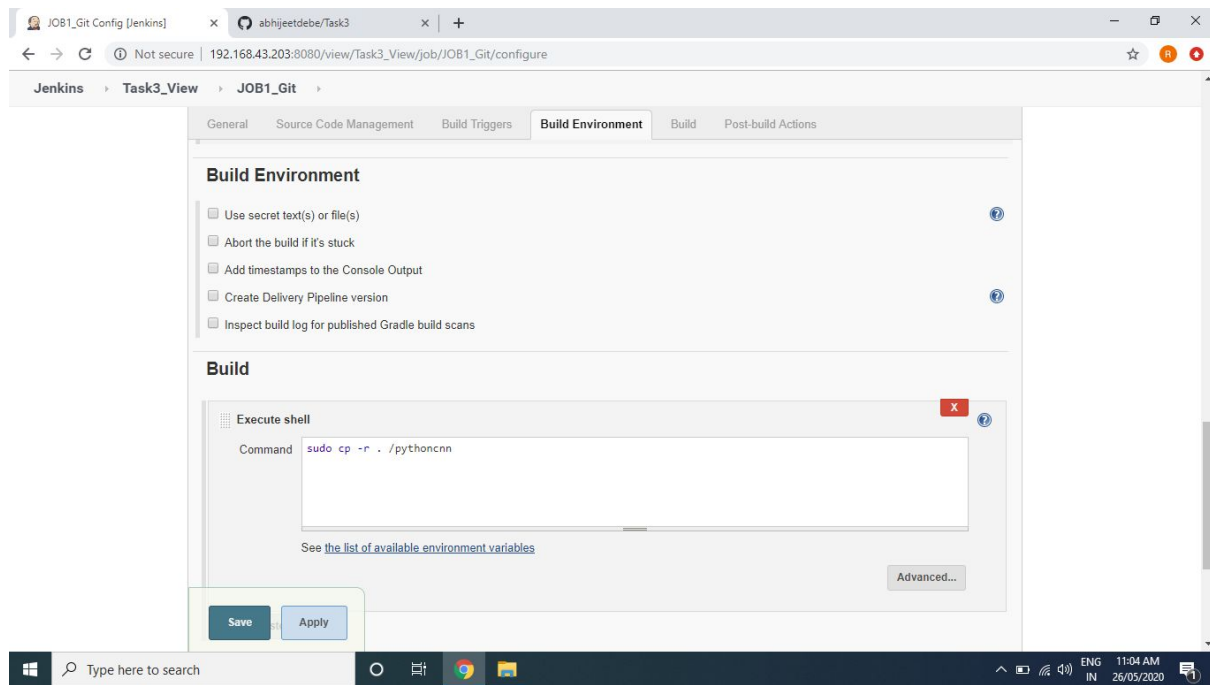 JOB1_Git Config [Jenkins]
abhijeetdebe/Task3
Not secure | 192.168.43.203:8080/view/Task3_View/job/JOB1_Git/configure
R
Jenkins Task3_View JOB1_Git
General Source Code Management Build Triggers Build Environment Build Post-build Actions
Build Environment
Use secret text(s) or file(s)
Abort the build if it's stuck
Add timestamps to the Console Output
Create Delivery Pipeline version
Inspect build log for published Gradle build scans
Build
X
Execute shell
Command sudo cp -r . /pythoncnn
See the list of available environment variables
Advanced...
Save Apply
Type here to search
ENG 11:04 AM
IN 26/05/2020
1